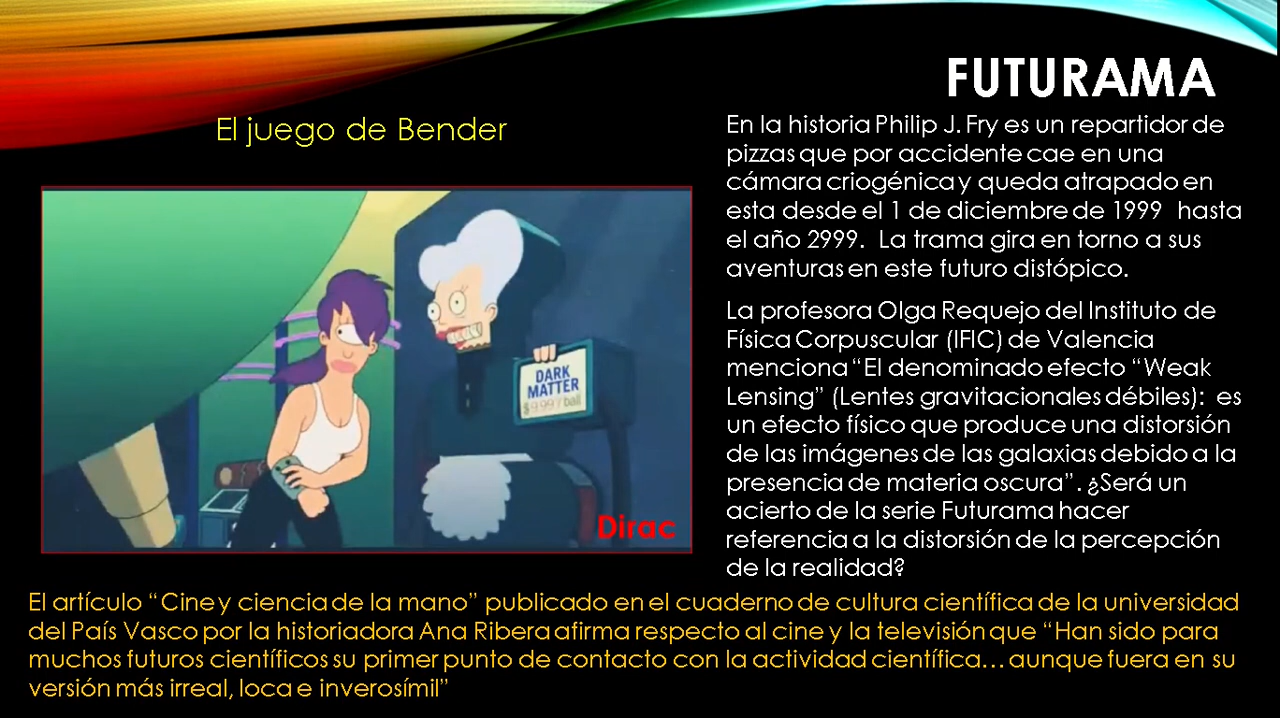 FUTURAMA
El juego de Bender
DARK
MATTER
$9.99/ball
Dirac
En la historia Philip J. Fry es un repartidor de
pizzas que por accidente cae en una
cámara criogénica y queda atrapado en
esta desde el 1 de diciembre de 1999 hasta
el año 2999. La trama gira en torno a sus
aventuras en este futuro distópico.
La profesora Olga Requejo del Instituto de
Física Corpuscular (IFIC) de Valencia
menciona “El denominado efecto “Weak
Lensing” (Lentes gravitacionales débiles): es
un efecto físico que produce una distorsión
de las imágenes de las galaxias debido a la
presencia de materia oscura”. ¿Será un
acierto de la serie Futurama hacer
referencia a la distorsión de la percepción
de la realidad?
El artículo “Cine y ciencia de la mano” publicado en el cuaderno de cultura científica de la universidad
del País Vasco por la historiadora Ana Ribera afirma respecto al cine y la televisión que “Han sido para
muchos futuros científicos su primer punto de contacto con la actividad científica… aunque fuera en su
versión más irreal, loca e inverosímil”